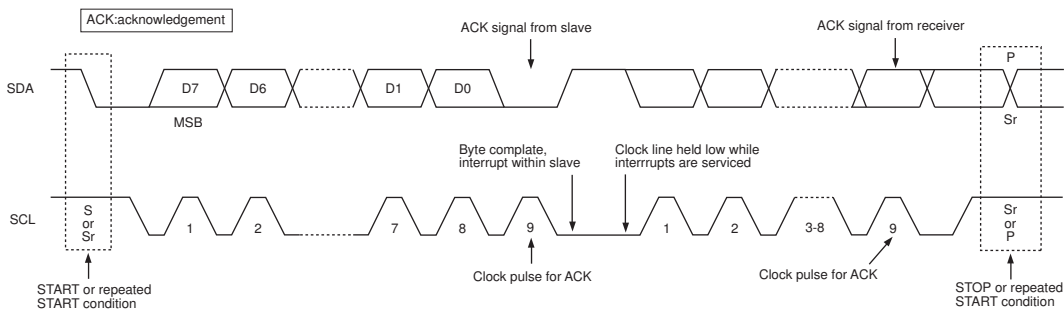 ACK:acknowledgement
ACK signal from slave
ACK signal from receiver
P
SDA
D7
D6
D1
D0
MSB
Sr
Byte complate,
interrupt within slave
Clock line held low while
interrrupts are serviced
SCL
S
or
Sr
1
2
7
8
9
1
2
3-8
9
Sr
or
P
START or repeated
START condition
Clock pulse for ACK
Clock pulse for ACK
STOP or repeated
START condition